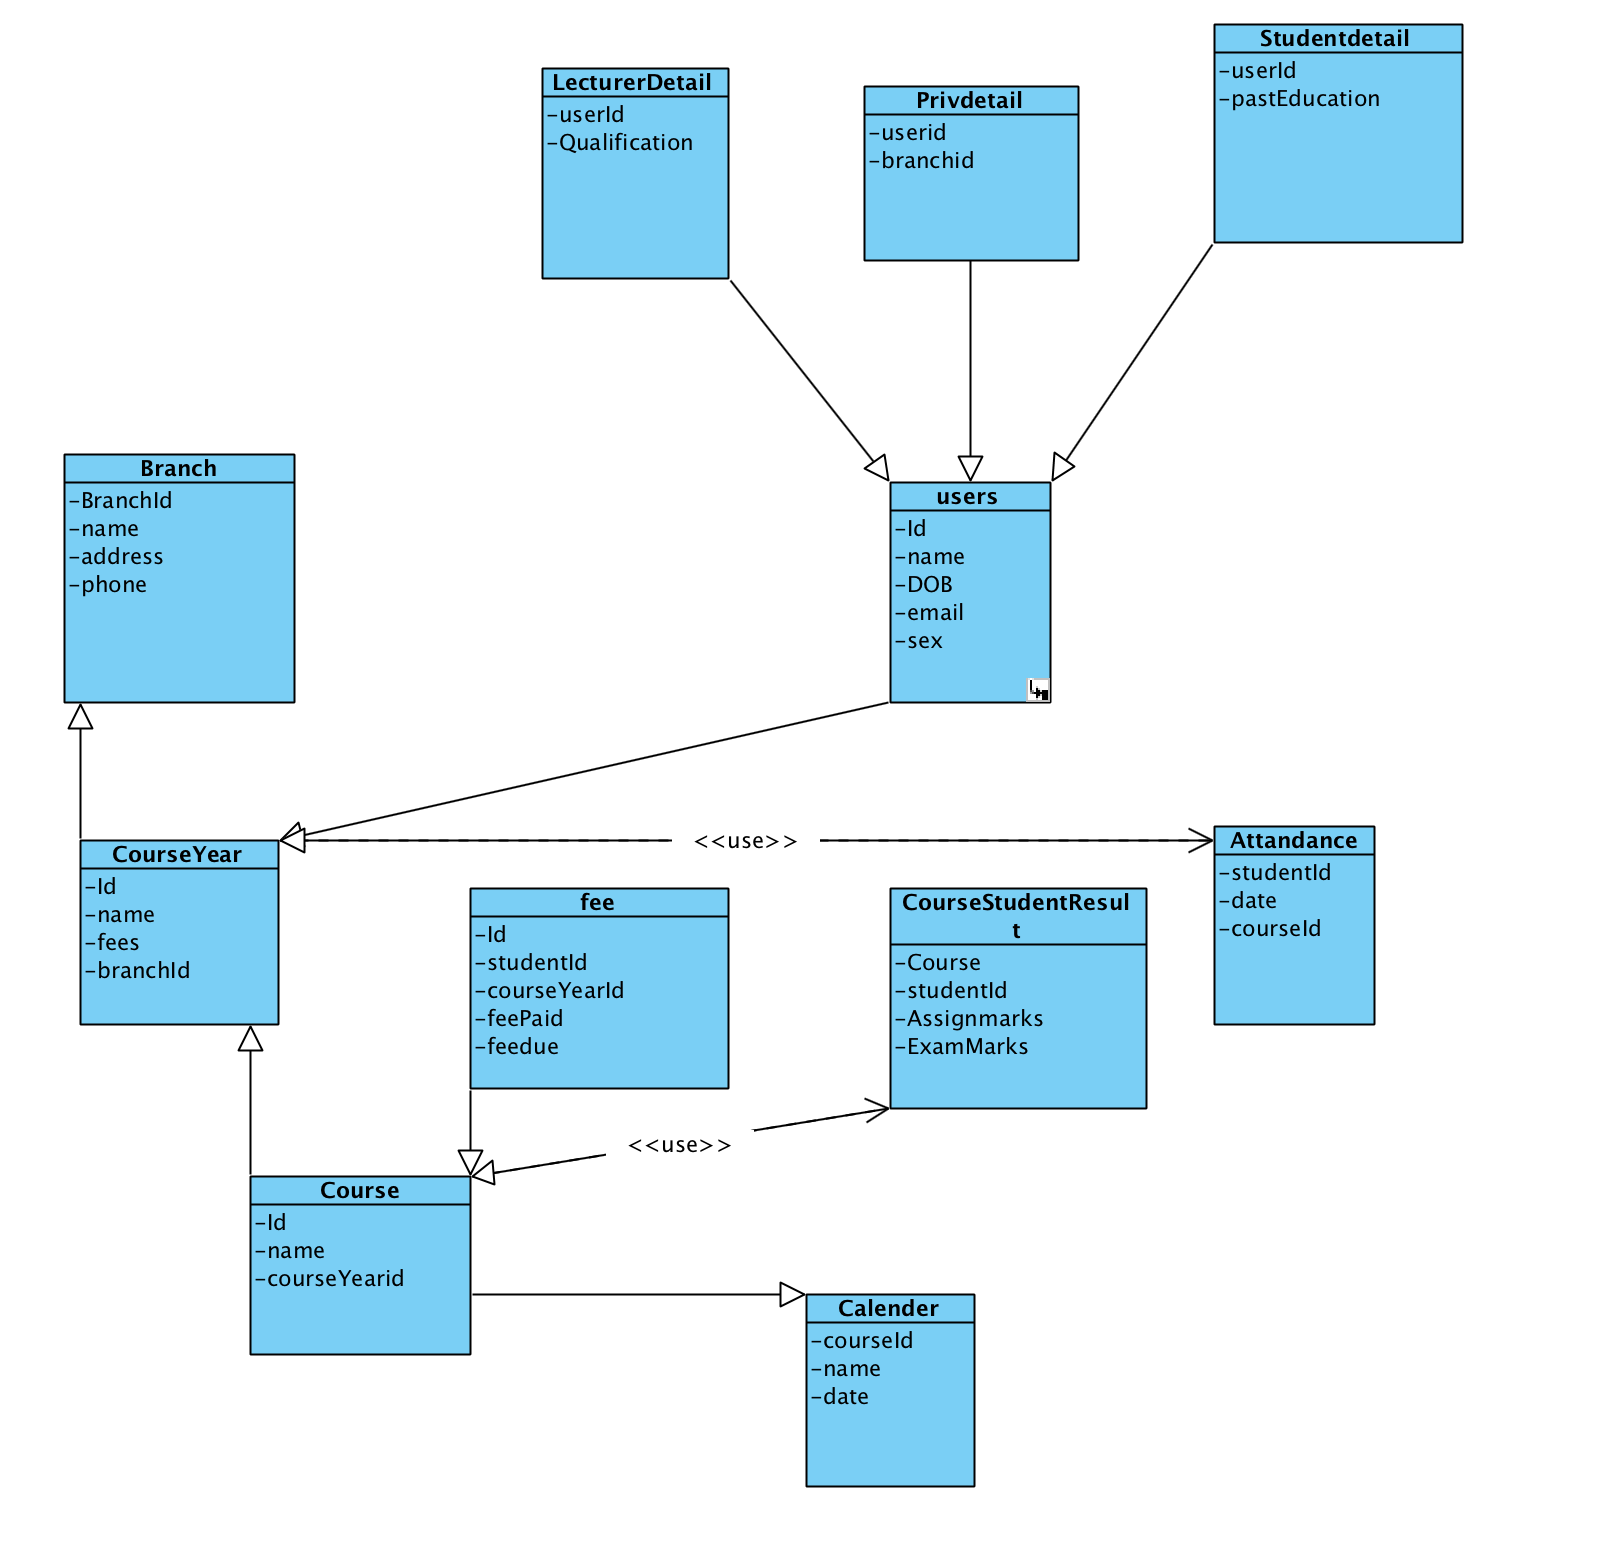 Studentdetail
-userId
-pastEducation
LecturerDetail
-userId
-Qualification
Privdetail
-userid
-branchid
Branch
-BranchId
-name
-address
-phone
users
-Id
-name
-DOB
-email
-sex
<<use>>
CourseYear
-Id
-name
-fees
-branchId
Attandance
-studentId
-date
-courseId
fee
-Id
-studentId
-courseYearId
-feePaid
-feedue
CourseStudentResul
t
-Course
-studentId
-Assignmarks
-ExamMarks
<<use>>
Course
-Id
-name
-courseYearid
Calender
-courseId
-name
-date